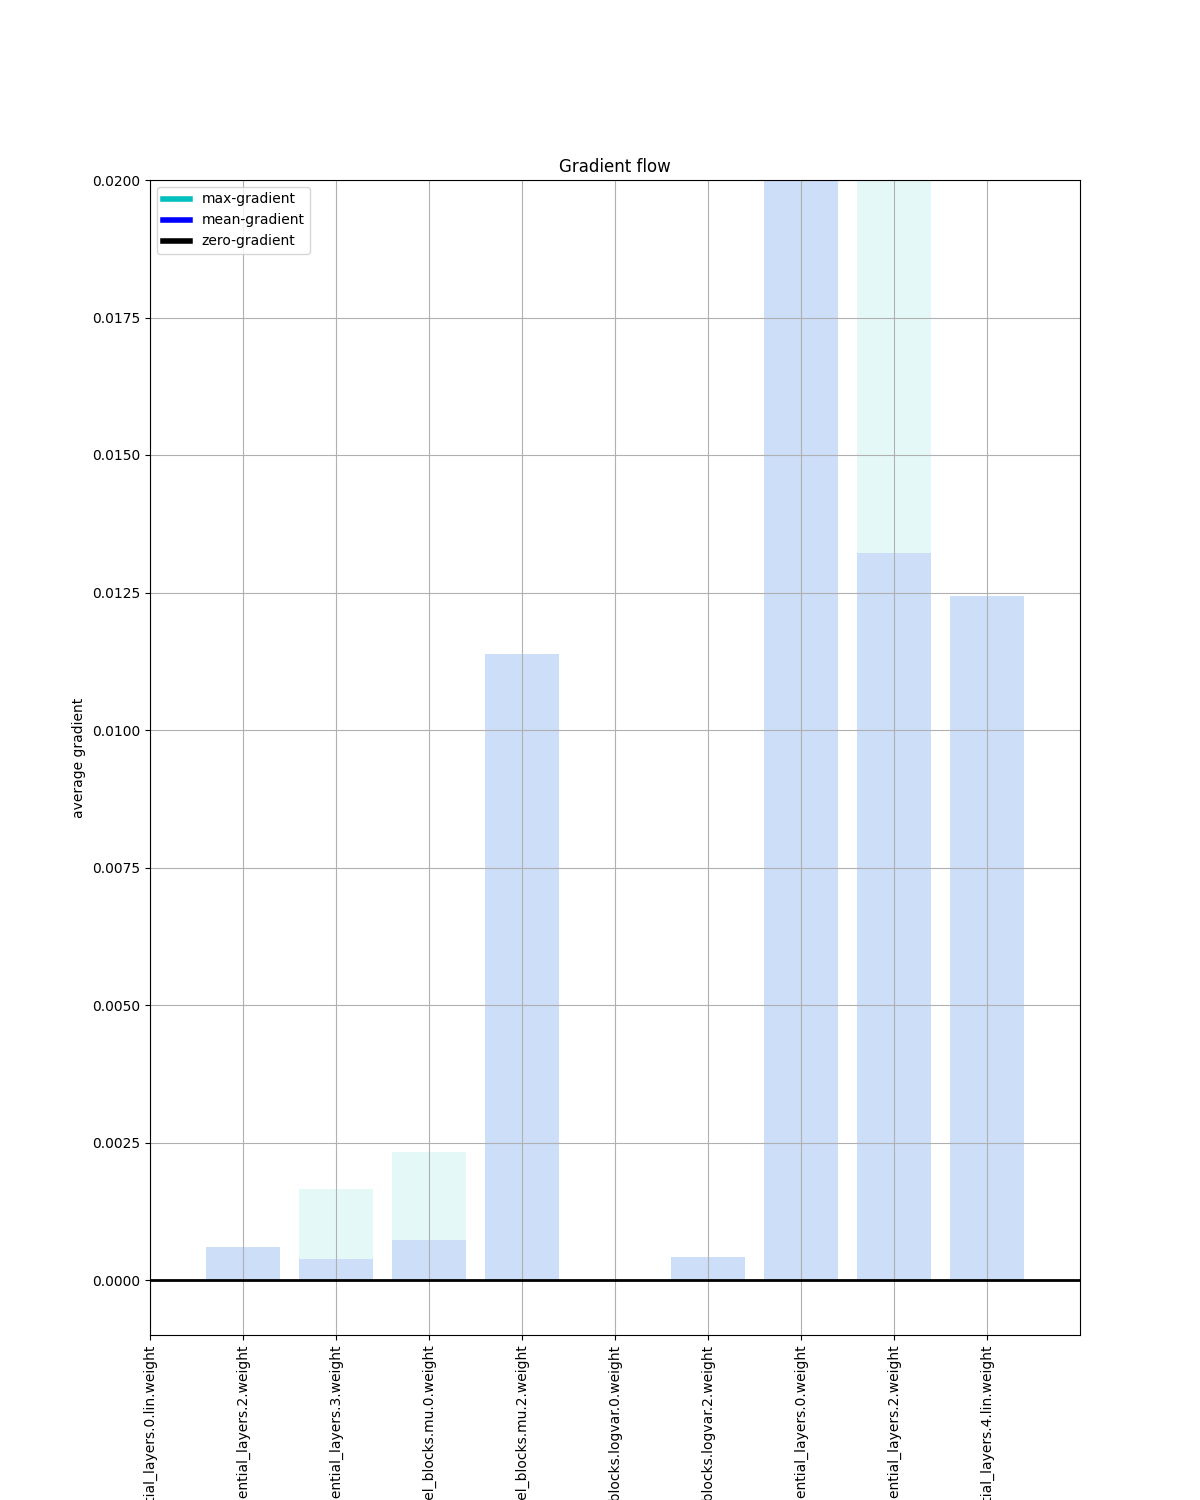 Gradient flow
max-gradient
mean-gradient
zero-gradient
0.0200
0.0175
0.0150
0.0125
0.0100
0.0075
0.0050
0.0025
0.0000
average gradient
tial_layers.0.lin.weight
ential_layers.2.weight
ential_layers.3.weight
el_blocks.mu.0.weight
el_blocks.mu.2.weight
blocks.logvar.0.weight
blocks.logvar.2.weight
ential_layers.0.weight
ential_layers.2.weight
tial_layers.4.lin.weight